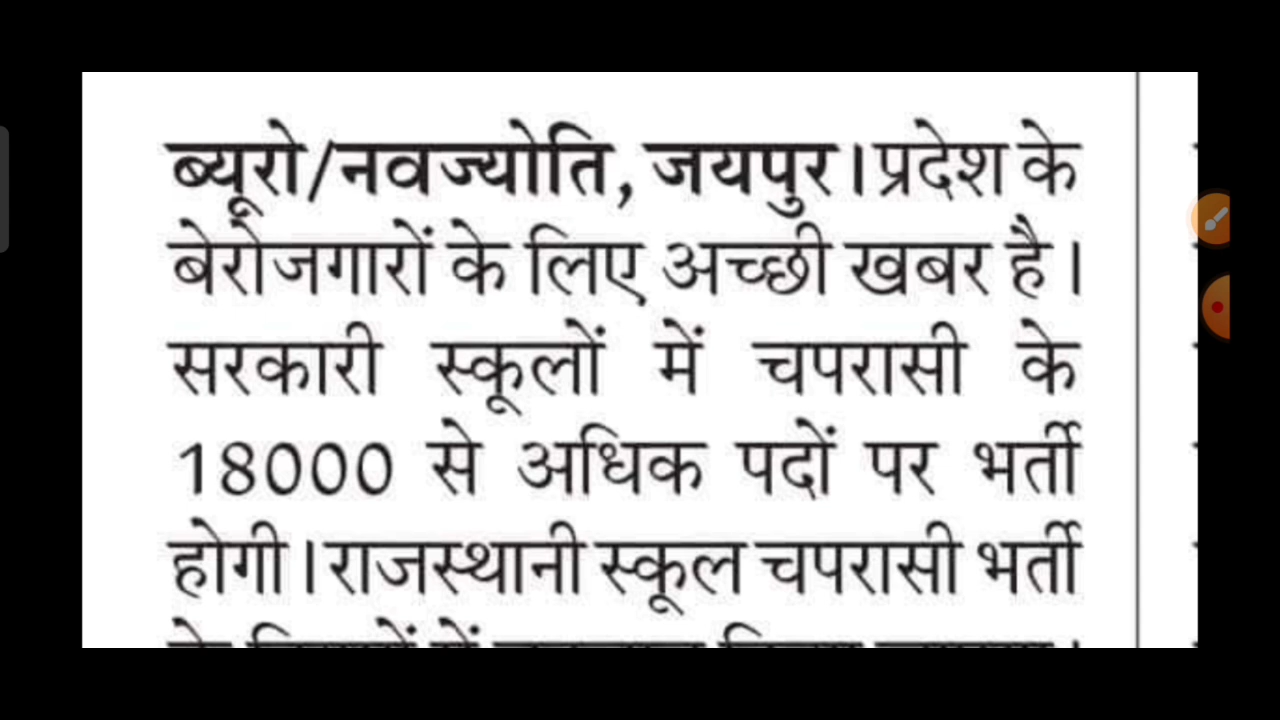 ब्यूरो/नवज्योति, जयपुर। प्रदेश के
बेरोजगारों के लिए अच्छी खबर है।
सरकारी स्कूलों में चपरासी के
18000 से अधिक पदों पर भर्ती
होगी। राजस्थानी स्कूल चपरासी भर्ती